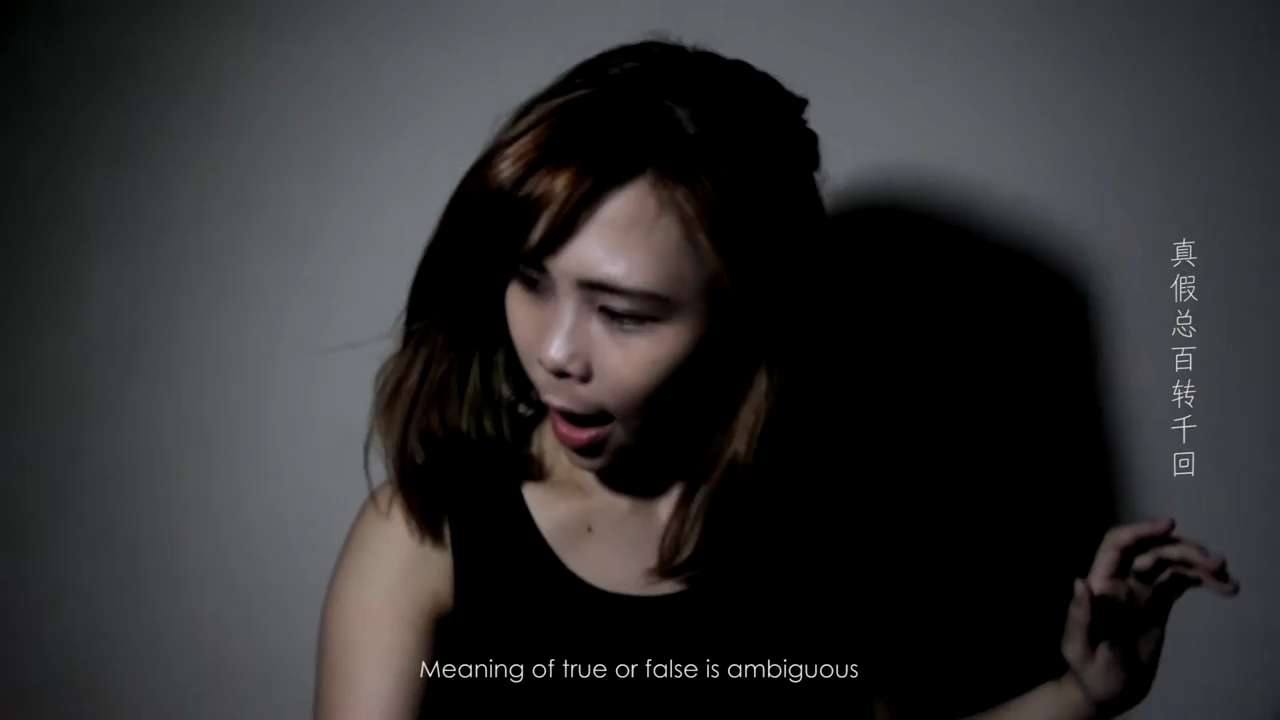 真假总百转千回
Meaning of true or false is ambiguous